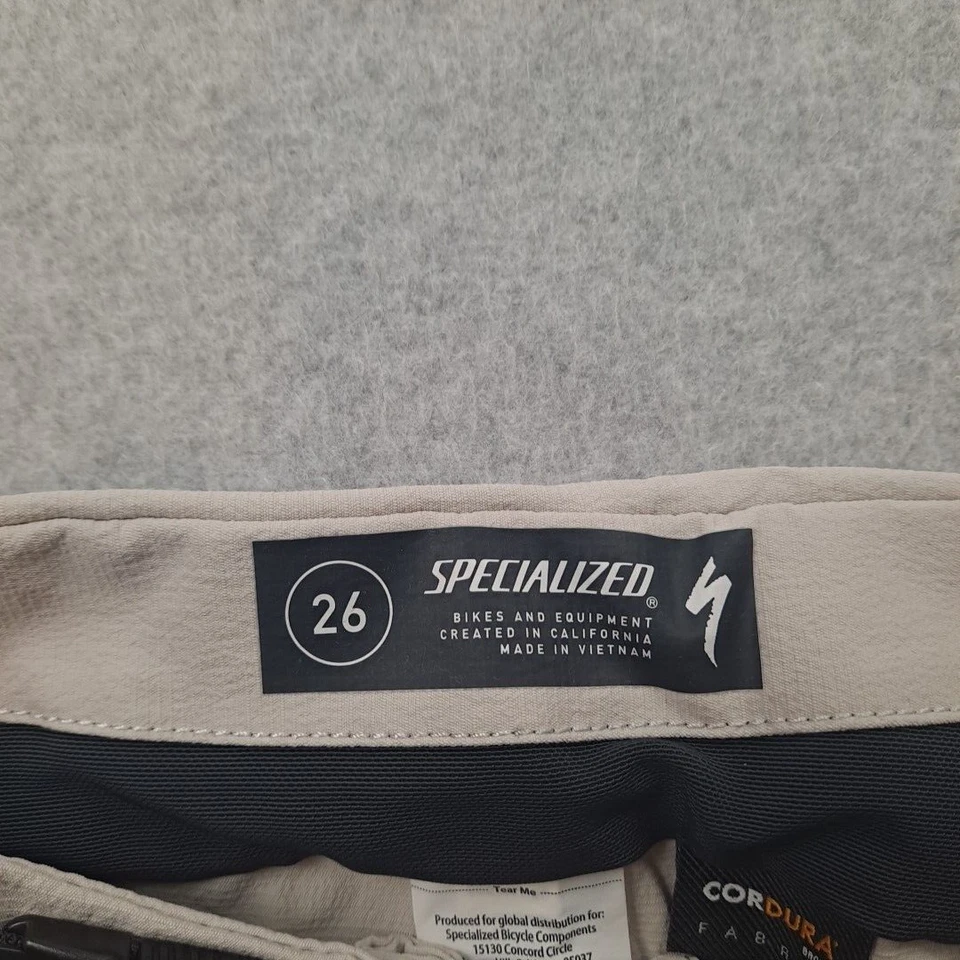 26
SPECIALIZED®
BIKES AND EQUIPMENT
CREATED IN CALIFORNIA
MADE IN VIETNAM
Tear Me
Produced for global distribution for:
Specialized Bicycle Components
15130 Concord Circle
95037
CORDURA